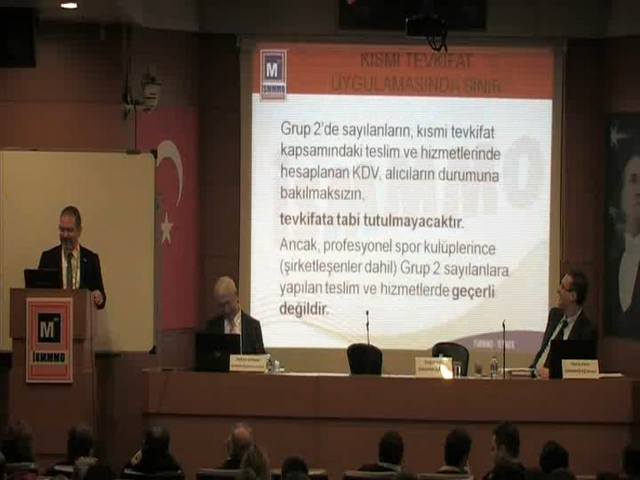 KISMİ TEVKİFAT
UYGULAMASINDA SINIR
M
İSMMMO
Grup 2'de sayılanların, kısmi tevkifat
kapsamındaki teslim ve hizmetlerinde
hesaplanan KDV, alıcıların durumuna
bakılmaksızın,
tevkifata tabi tutulmayacaktır.
Ancak, profesyonel spor kulüplerince
(şirketleşenler dahil) Grup 2 sayılanlara
yapılan teslim ve hizmetlerde geçerli
değildir.
M
İSMMMO